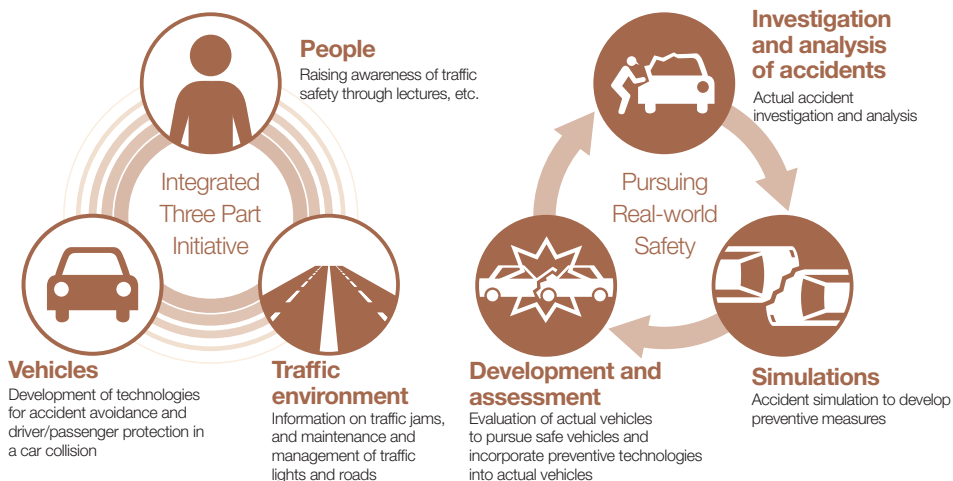 People
Raising awareness of traffic
safety through lectures, etc.
Integrated
Three Part
Initiative
Vehicles
Development of technologies
for accident avoidance and
driver/passenger protection in
a car collision
Traffic
environment
Information on traffic jams,
and maintenance and
management of traffic
lights and roads
Investigation
and analysis
of accidents
Actual accident
investigation and analysis
Pursuing
Real-world
Safety
Simulations
Accident simulation to develop
preventive measures
Development and
assessment
Evaluation of actual vehicles
to pursue safe vehicles and
incorporate preventive technologies
into actual vehicles